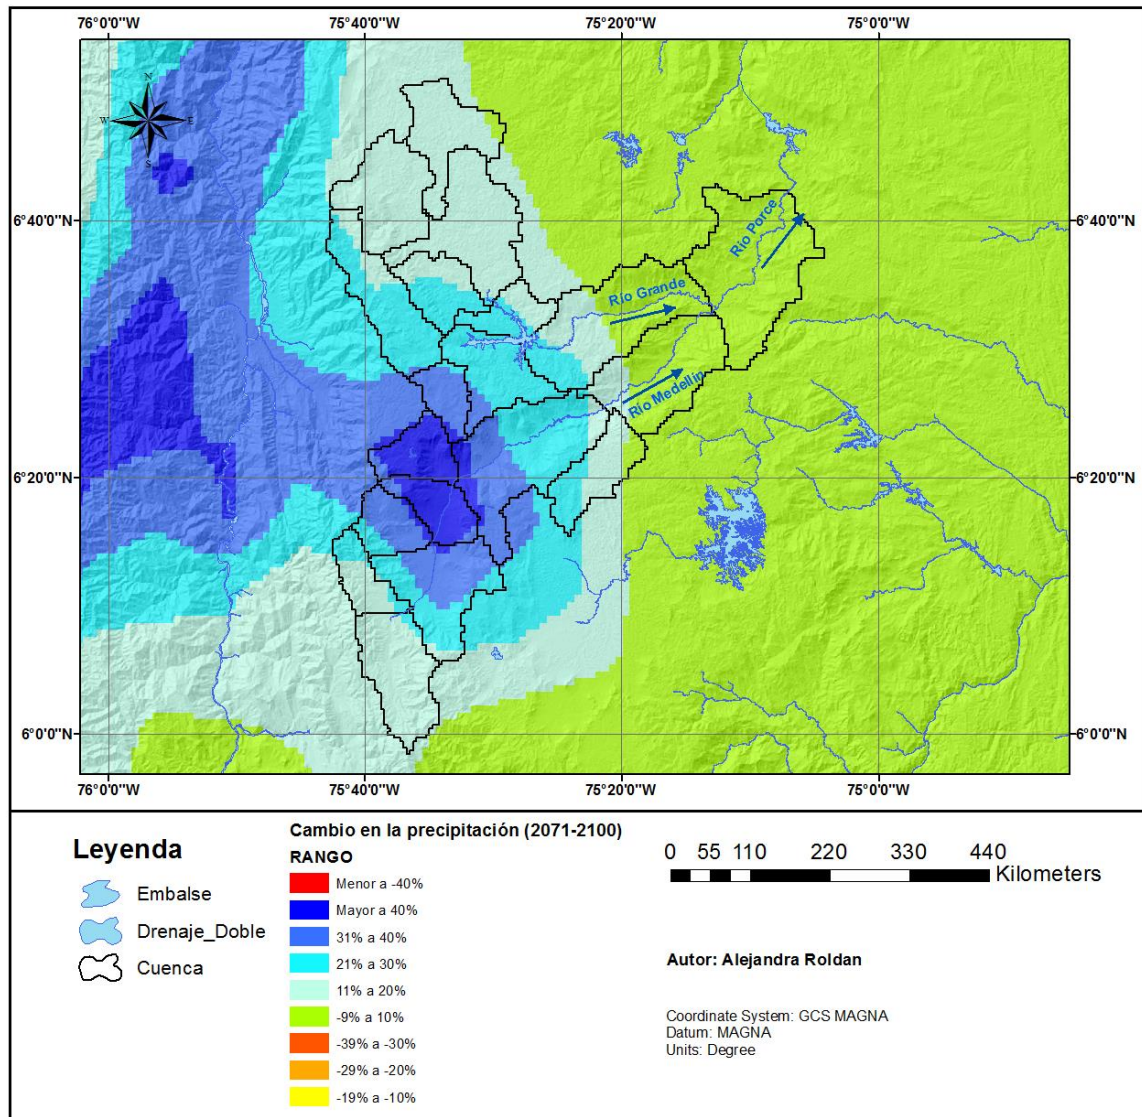 76°0'0"W 75°40'0"W 75°20'0"W 75°0'0"W
N
W E
S
6°40'0"N 6°40'0"N
Río Porce
Río Grande
Río Medellín
6°20'0"N 6°20'0"N
6°0'0"N 6°0'0"N
76°0'0"W 75°40'0"W 75°20'0"W 75°0'0"W
Leyenda
Embalse
Drenaje_Doble
Cuenca
Cambio en la precipitación (2071-2100)
RANGO
Menor a -40%
Mayor a 40%
31% a 40%
21% a 30%
11% a 20%
-9% a 10%
-39% a -30%
-29% a -20%
-19% a -10%
0 55 110 220 330 440
Kilometers
Autor: Alejandra Roldan
Coordinate System: GCS MAGNA
Datum: MAGNA
Units: Degree